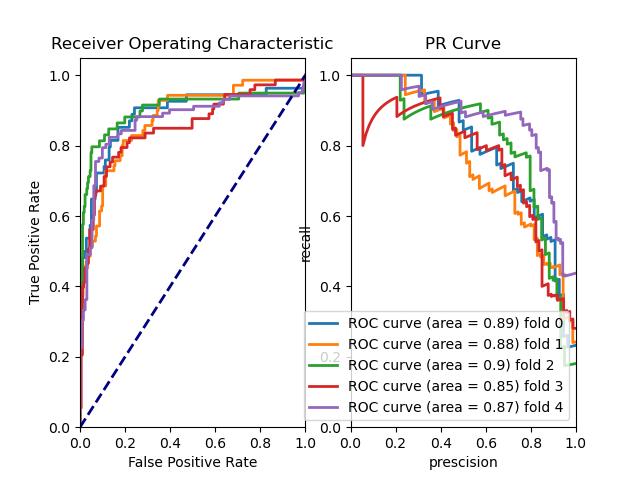 Receiver Operating Characteristic
1.0
0.8
0.6
0.4
0.2
0.0
True Positive Rate
0.0 0.2 0.4 0.6 0.8 1.0
False Positive Rate
PR Curve
1.0
0.8
0.6
0.4
0.2
0.0
recall
0.0 0.2 0.4 0.6 0.8 1.0
prescision
ROC curve (area = 0.89) fold 0
ROC curve (area = 0.88) fold 1
ROC curve (area = 0.9) fold 2
ROC curve (area = 0.85) fold 3
ROC curve (area = 0.87) fold 4